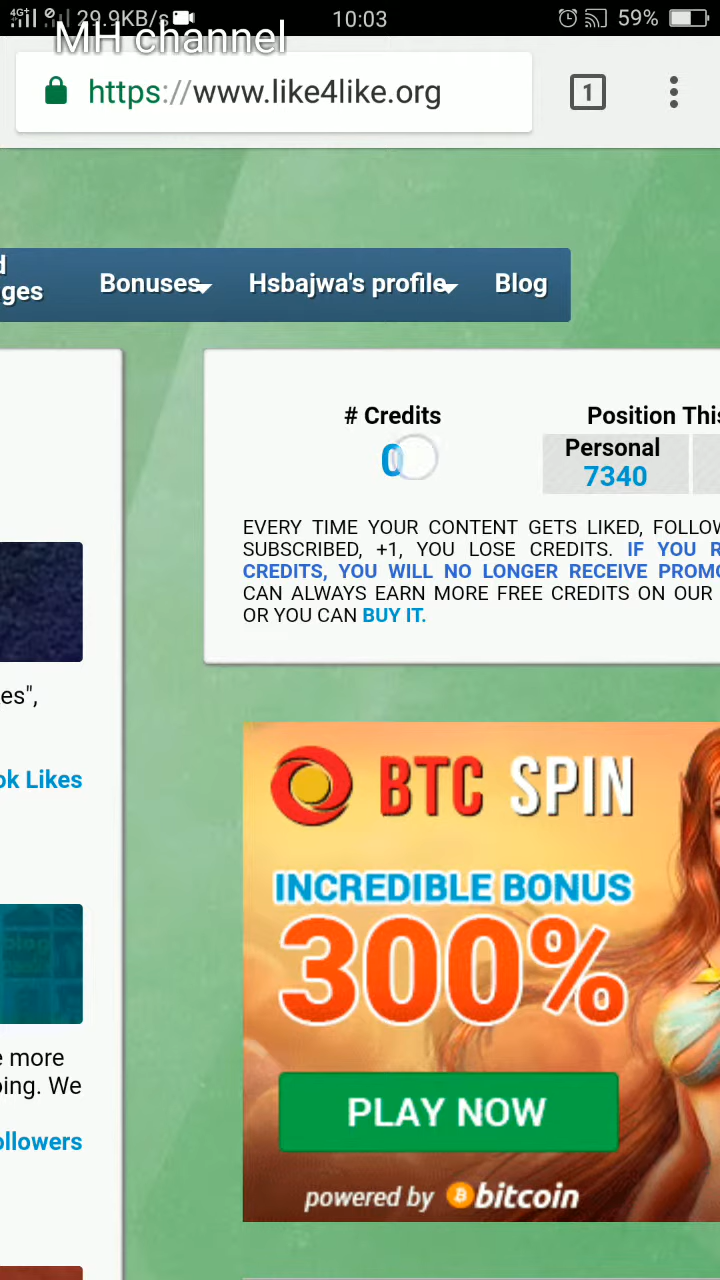 4G+ 29.9KB/s 10:03 59%
MH channel
https://www.like4like.org
1
d
ges Bonuses Hsbajwa's profile Blog
# Credits Position This
0 Personal
7340
EVERY TIME YOUR CONTENT GETS LIKED, FOLLOW
SUBSCRIBED, +1, YOU LOSE CREDITS. IF YOU R
CREDITS, YOU WILL NO LONGER RECEIVE PROMO
CAN ALWAYS EARN MORE FREE CREDITS ON OUR
OR YOU CAN BUY IT.
es",
ok Likes
BTC SPIN
INCREDIBLE BONUS
300%
PLAY NOW
powered by bitcoin
e more
ping. We
ollowers